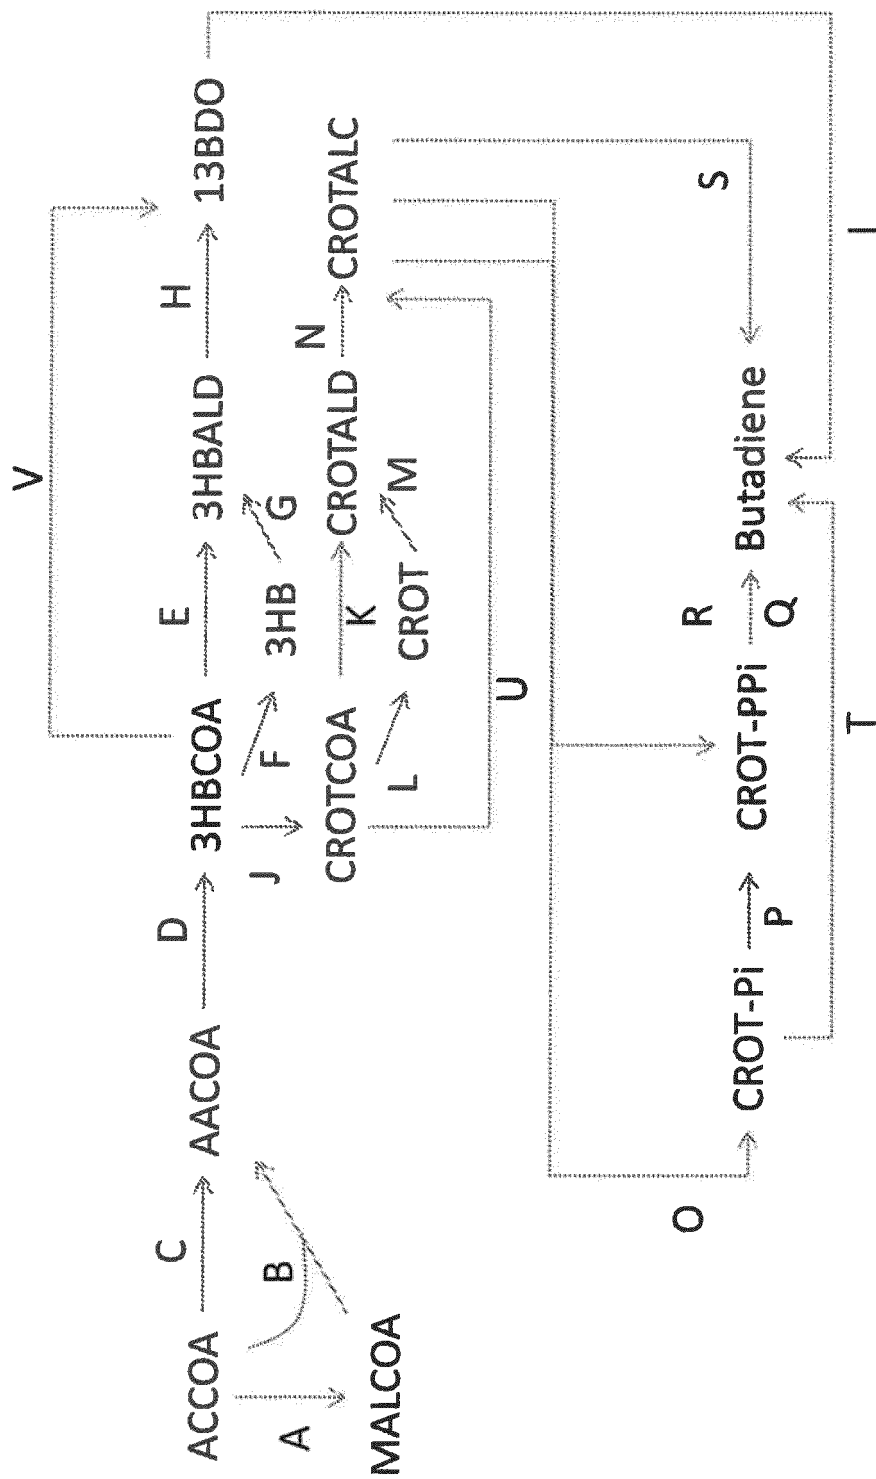 V
ACCOA C AACOA D 3HBCOA E 3HBALD H 13BDO
A B J F 3HB G
MALCOA CROTCOA K CROTALD N CROTALC
L CROT M
U
O R S
CROT-Pi P CROT-PPi Q Butadiene
T I